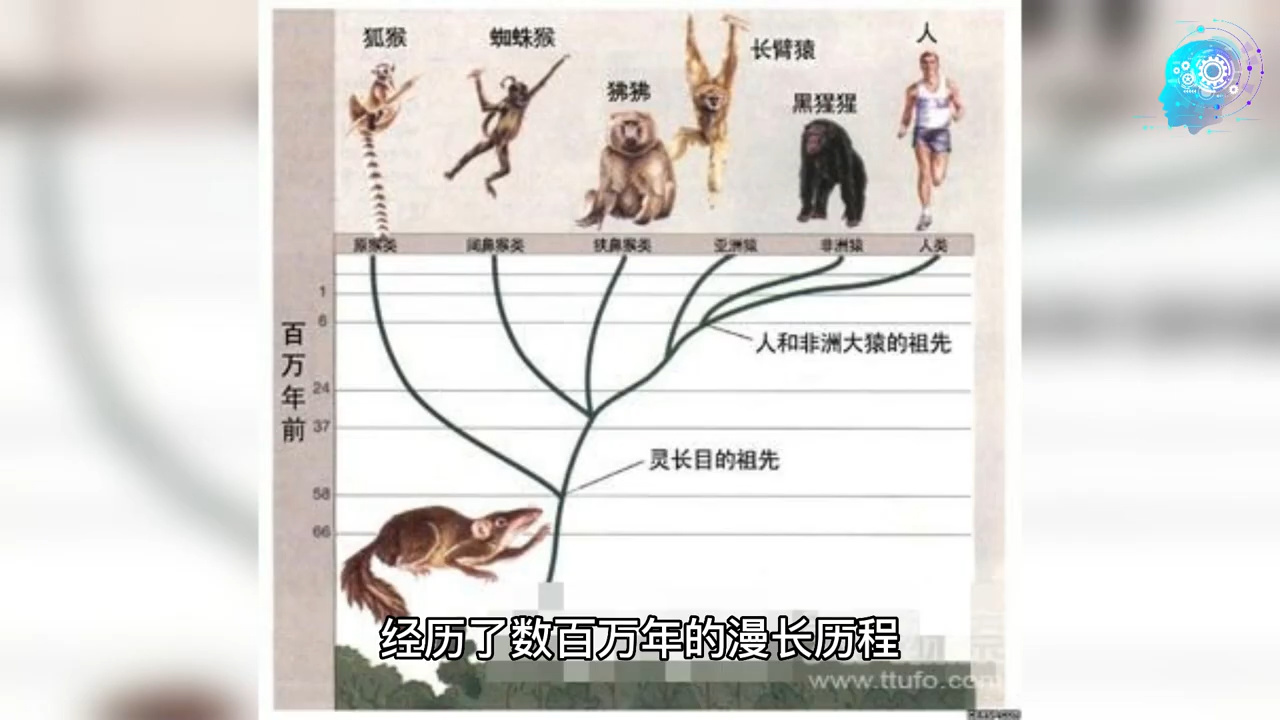 狐猴
蜘蛛猴
狒狒
长臂猿
黑猩猩
人
原猴类
阔鼻猴类
狭鼻猴类
亚洲猿
非洲猿
人类
百万年前
1
6
24
37
58
66
人和非洲大猿的祖先
灵长目的祖先
经历了数百万年的漫长历程
www.ttufo.com